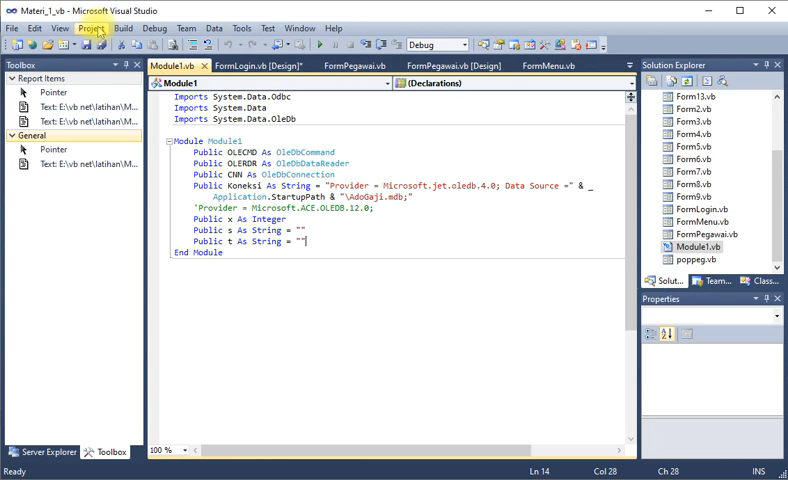 Materi_1_vb - Microsoft Visual Studio
File Edit View Project Build Debug Team Data Tools Test Window Help
Debug
Toolbox
Report Items
Pointer
Text: E:\vb net\latihan\M...
Text: E:\vb net\latihan\M...
General
Pointer
Text: E:\vb net\latihan\M...
Server Explorer Toolbox
Module1.vb FormLogin.vb [Design]* FormPegawai.vb FormPegawai.vb [Design] FormMenu.vb
Module1 (Declarations)
Imports System.Data.Odbc
Imports System.Data
Imports System.Data.OleDb
Module Module1
Public OLECMD As OleDbCommand
Public OLERDR As OleDbDataReader
Public CNN As OleDbConnection
Public Koneksi As String = "Provider = Microsoft.jet.oledb.4.0; Data Source =" & _
Application.StartupPath & "\AdoGaji.mdb;"
'Provider = Microsoft.ACE.OLEDB.12.0;
Public x As Integer
Public s As String = ""
Public t As String = ""
End Module
100 %
Solution Explorer
Form13.vb
Form2.vb
Form3.vb
Form4.vb
Form5.vb
Form6.vb
Form7.vb
Form8.vb
Form9.vb
FormLogin.vb
FormMenu.vb
FormPegawai.vb
Module1.vb
poppeg.vb
Solut... Team... Class...
Properties
Ready Ln 14 Col 28 Ch 28